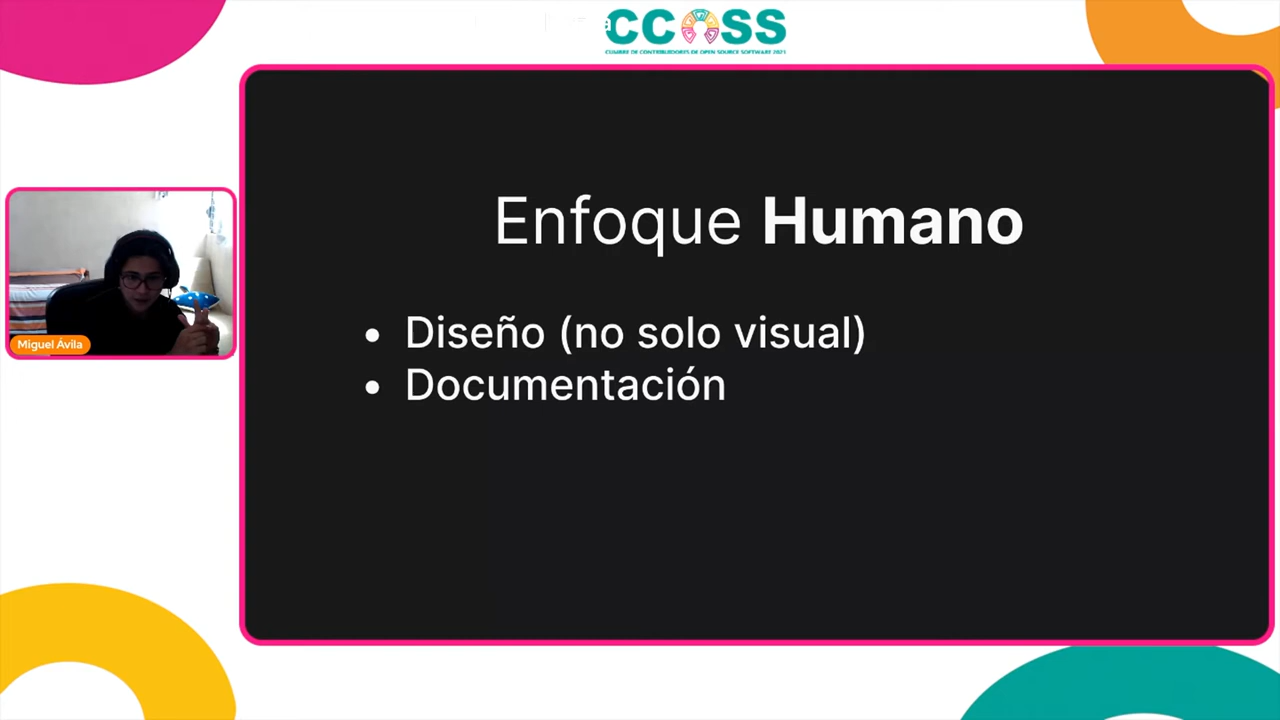 CCOSS
CUMBRE DE CONTRIBUIDORES DE OPEN SOURCE SOFTWARE 2021
Enfoque Humano
• Diseño (no solo visual)
• Documentación
Miguel Ávila